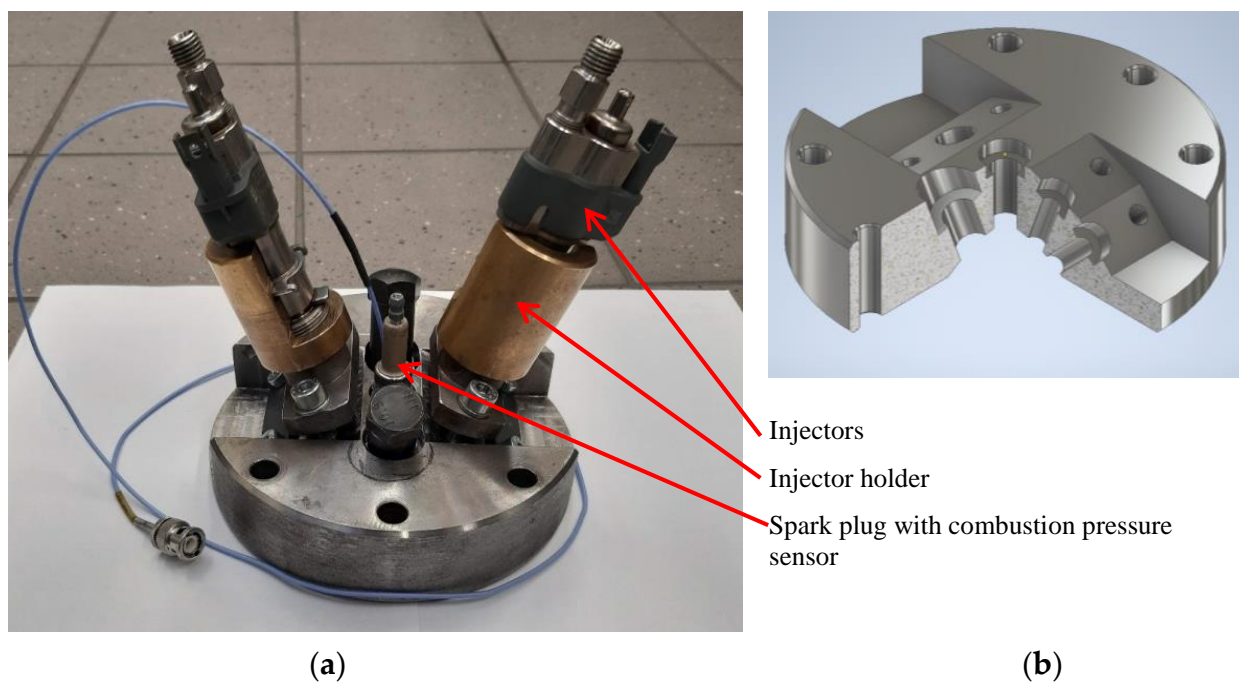 Injectors
Injector holder
Spark plug with combustion pressure
sensor
(a)
(b)